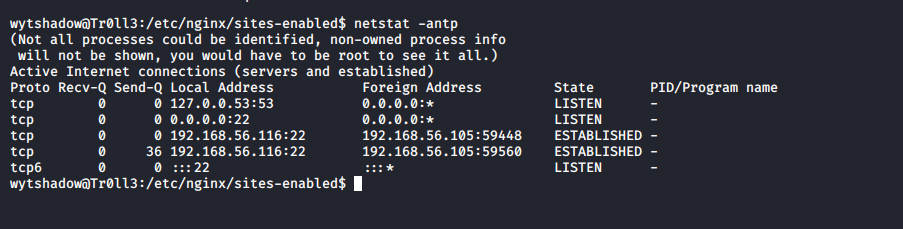 wytshadow@Tr0ll3:/etc/nginx/sites-enabled$ netstat -antp
(Not all processes could be identified, non-owned process info
 will not be shown, you would have to be root to see it all.)
Active Internet connections (servers and established)
Proto Recv-Q Send-Q Local Address           Foreign Address         State       PID/Program name
tcp        0      0 127.0.0.53:53           0.0.0.0:*               LISTEN      -
tcp        0      0 0.0.0.0:22              0.0.0.0:*               LISTEN      -
tcp        0      0 192.168.56.116:22       192.168.56.105:59448    ESTABLISHED -
tcp        0     36 192.168.56.116:22       192.168.56.105:59560    ESTABLISHED -
tcp6       0      0 :::22                   :::*                    LISTEN      -
wytshadow@Tr0ll3:/etc/nginx/sites-enabled$